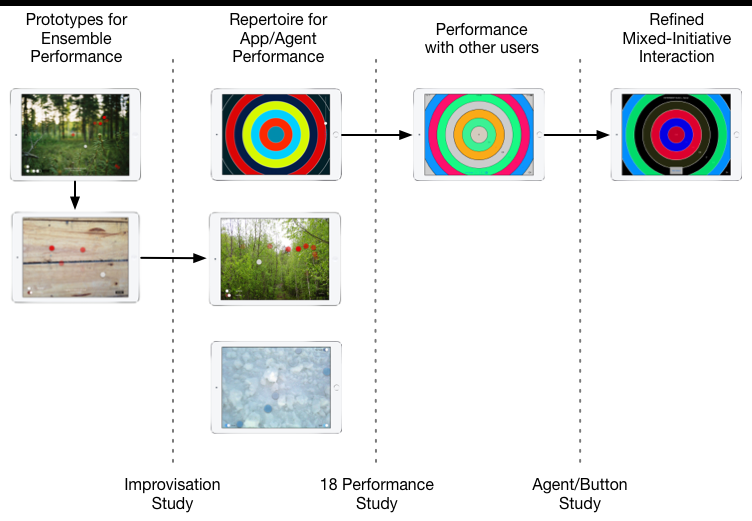 Prototypes for
Ensemble
Performance
Repertoire for
App/Agent
Performance
Performance
with other users
Refined
Mixed-Initiative
Interaction
Improvisation
Study
18 Performance
Study
Agent/Button
Study